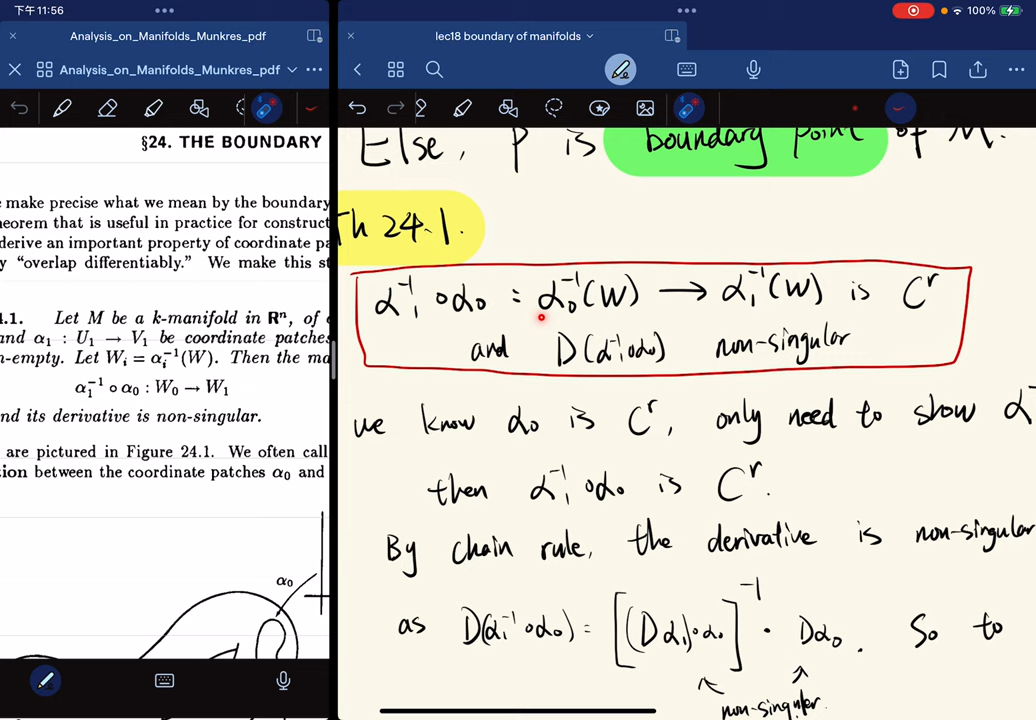 下午11:56
100%
Analysis_on_Manifolds_Munkres_pdf
Analysis_on_Manifolds_Munkres_pdf
§24. THE BOUNDARY
make precise what we mean by the boundary
eorem that is useful in practice for construct
derive an important property of coordinate pa
y “overlap differentiably.” We make this st
4.1. Let M be a k-manifold in Rⁿ, of c
and α₁ : U₁ → V₁ be coordinate patches
n-empty. Let Wᵢ = αᵢ⁻¹(W). Then the ma
α₁⁻¹ ∘ α₀ : W₀ → W₁
nd its derivative is non-singular.
are pictured in Figure 24.1. We often call
tion between the coordinate patches α₀ and
α₀
lec18 boundary of manifolds
Else, P is boundary point of M.
Th 24.1.
α₁⁻¹ ∘ α₀ : α₀⁻¹(W) → α₁⁻¹(W) is Cʳ
and D(α₁⁻¹∘α₀) non-singular
we know α₀ is Cʳ, only need to show α⁻
then α₁⁻¹∘α₀ is Cʳ.
By chain rule, the derivative is non-singular
as D(α₁⁻¹∘α₀) = [(Dα₁)∘α₀]⁻¹ · Dα₀. So to
non-singular